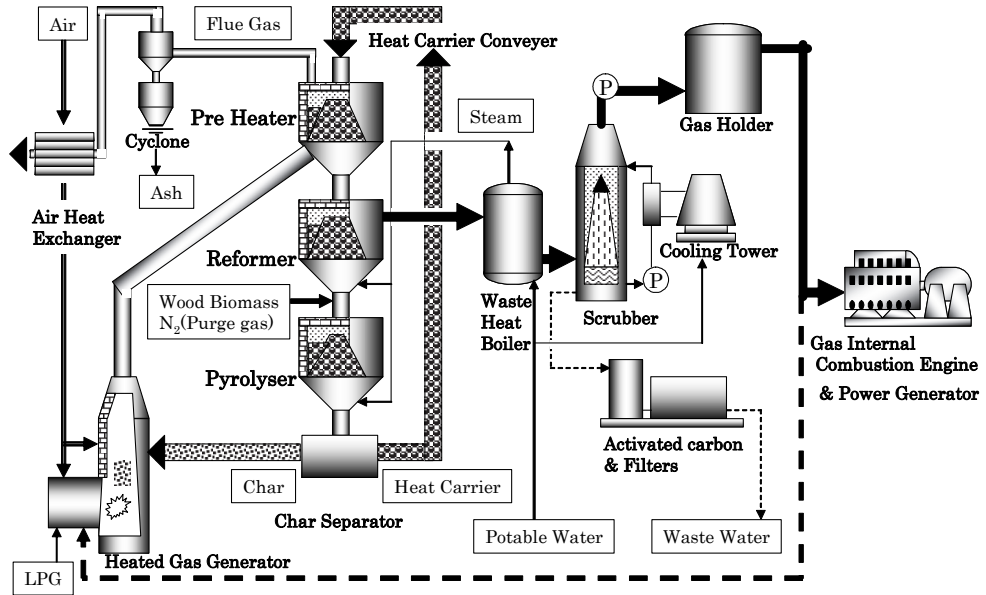 Air
Flue Gas
Heat Carrier Conveyer
P
Pre Heater
Steam
Gas Holder
Cyclone
Ash
Air Heat
Exchanger
Reformer
Cooling Tower
P
Wood Biomass
N₂(Purge gas)
Waste
Heat
Boiler
Scrubber
Gas Internal
Combustion Engine
& Power Generator
Pyrolyser
Activated carbon
& Filters
Char
Heat Carrier
Char Separator
Potable Water
Waste Water
Heated Gas Generator
LPG